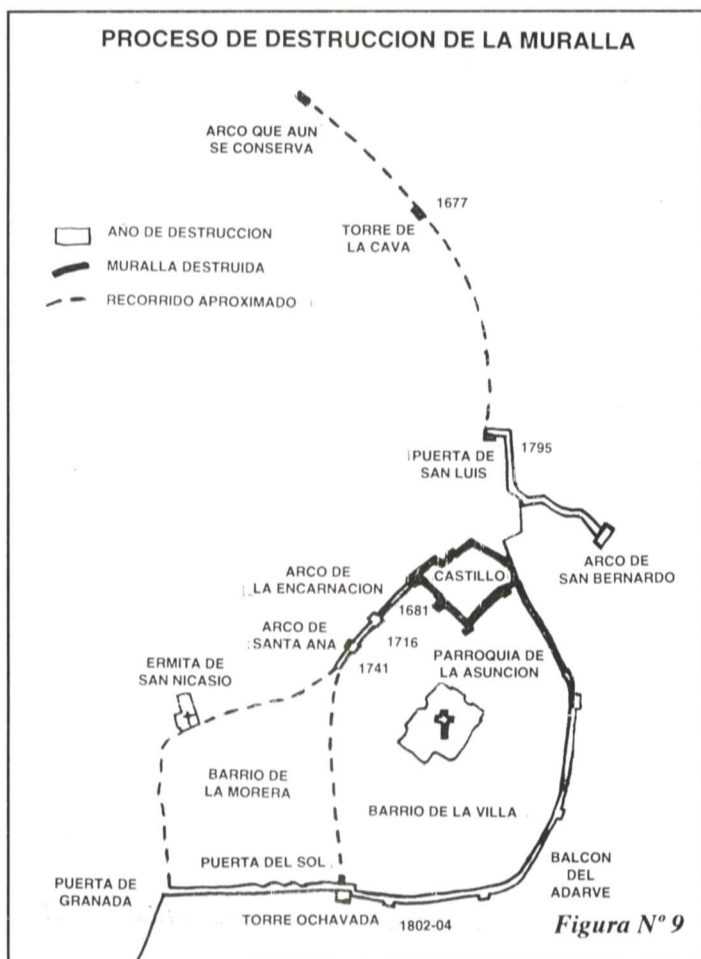 PROCESO DE DESTRUCCION DE LA MURALLA
ARCO QUE AUN
SE CONSERVA
1677
TORRE DE
LA CAVA
AÑO DE DESTRUCCION
MURALLA DESTRUIDA
RECORRIDO APROXIMADO
PUERTA DE
SAN LUIS
1795
ARCO DE
SAN BERNARDO
ARCO DE
LA ENCARNACION
CASTILLO
1681
ARCO DE
SANTA ANA
1716
1741
ERMITA DE
SAN NICASIO
PARROQUIA DE
LA ASUNCION
BARRIO DE
LA MORERA
BARRIO DE LA VILLA
PUERTA DEL SOL
PUERTA DE
GRANADA
TORRE OCHAVADA
1802-04
BALCON
DEL
ADARVE
Figura Nº 9